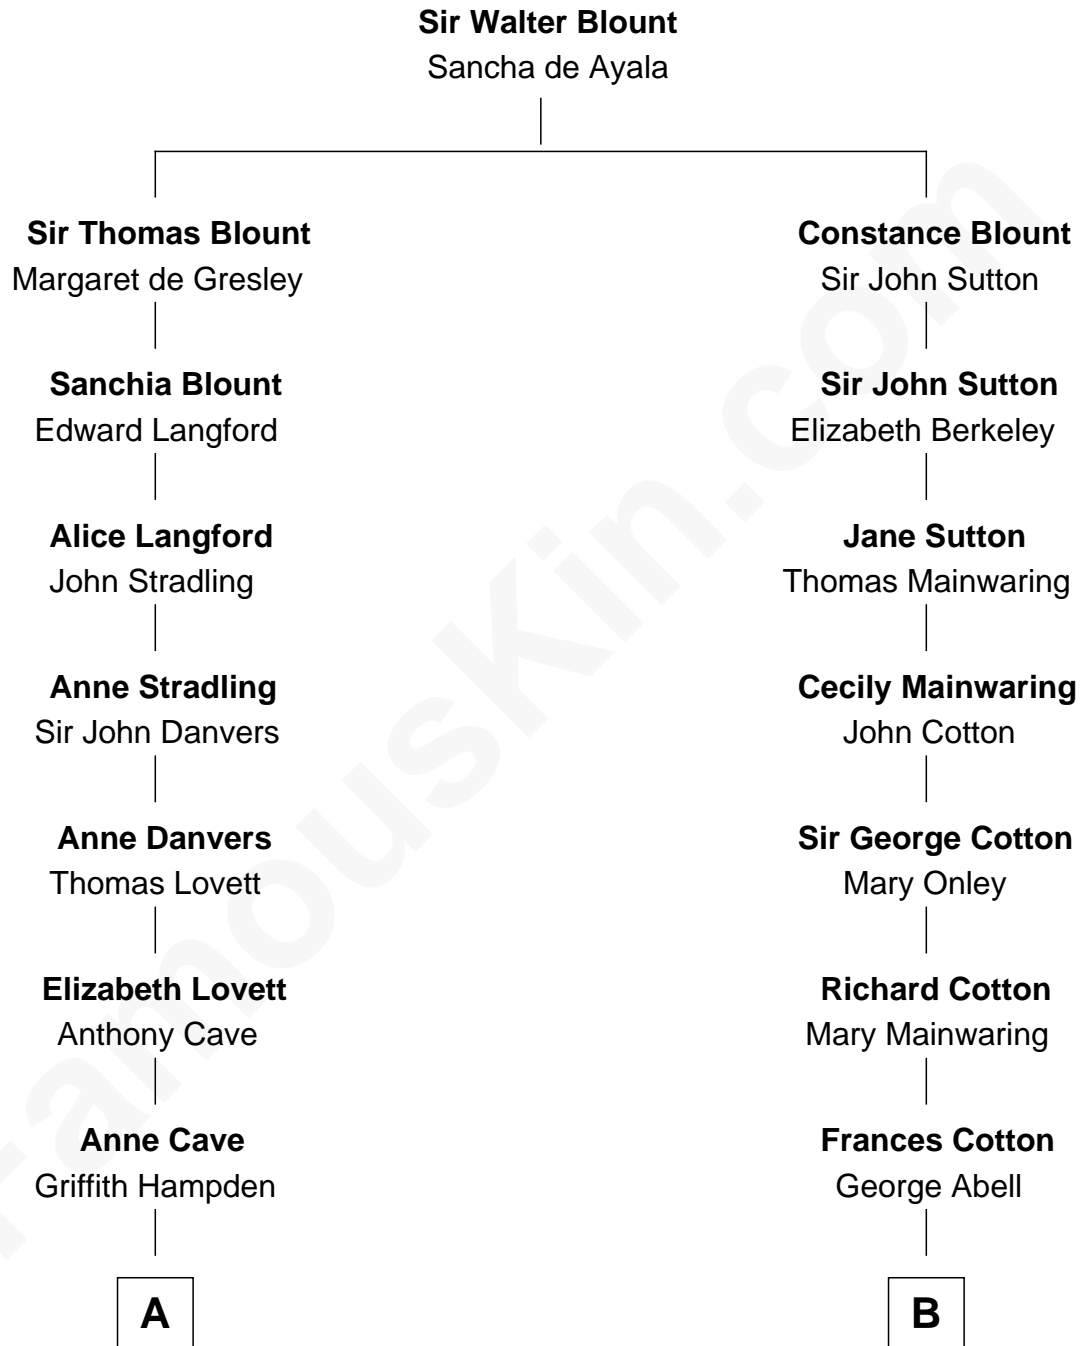 Sir Walter Blount
Sancha de Ayala
Sir Thomas Blount
Margaret de Gresley
Constance Blount
Sir John Sutton
Sanchia Blount
Edward Langford
Sir John Sutton
Elizabeth Berkeley
Alice Langford
John Stradling
Jane Sutton
Thomas Mainwaring
Anne Stradling
Sir John Danvers
Cecily Mainwaring
John Cotton
Anne Danvers
Thomas Lovett
Sir George Cotton
Mary Onley
Elizabeth Lovett
Anthony Cave
Richard Cotton
Mary Mainwaring
Anne Cave
Griffith Hampden
Frances Cotton
George Abell
A
B
FamousKin.com